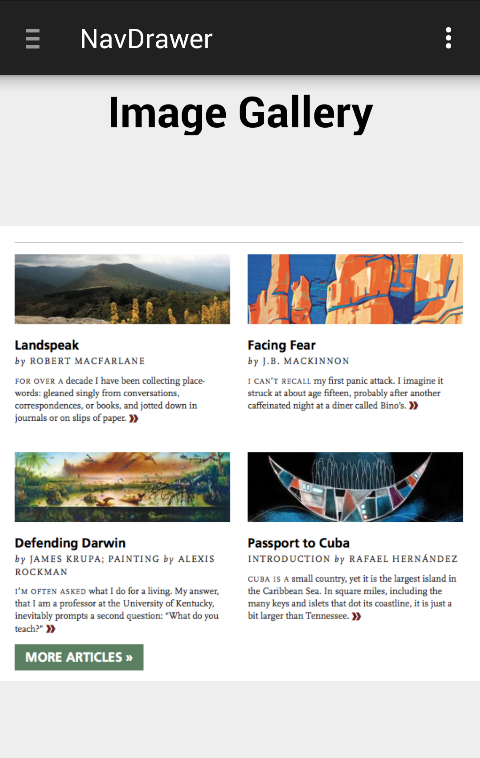 NavDrawer
Image Gallery
Landspeak
by ROBERT MACFARLANE
FOR OVER A decade I have been collecting place-
words: gleaned singly from conversations,
correspondences, or books, and jotted down in
journals or on slips of paper. »
Facing Fear
by J.B. MACKINNON
I CAN'T RECALL my first panic attack. I imagine it
struck at about age fifteen, probably after another
caffeinated night at a diner called Bino's. »
Defending Darwin
by JAMES KRUPA; PAINTING by ALEXIS
ROCKMAN
I'M OFTEN ASKED what I do for a living. My answer,
that I am a professor at the University of Kentucky,
inevitably prompts a second question: “What do you
teach?” »
Passport to Cuba
INTRODUCTION by RAFAEL HERNÁNDEZ
CUBA IS A small country, yet it is the largest island in
the Caribbean Sea. In square miles, including the
many keys and islets that dot its coastline, it is just a
bit larger than Tennessee. »
MORE ARTICLES »